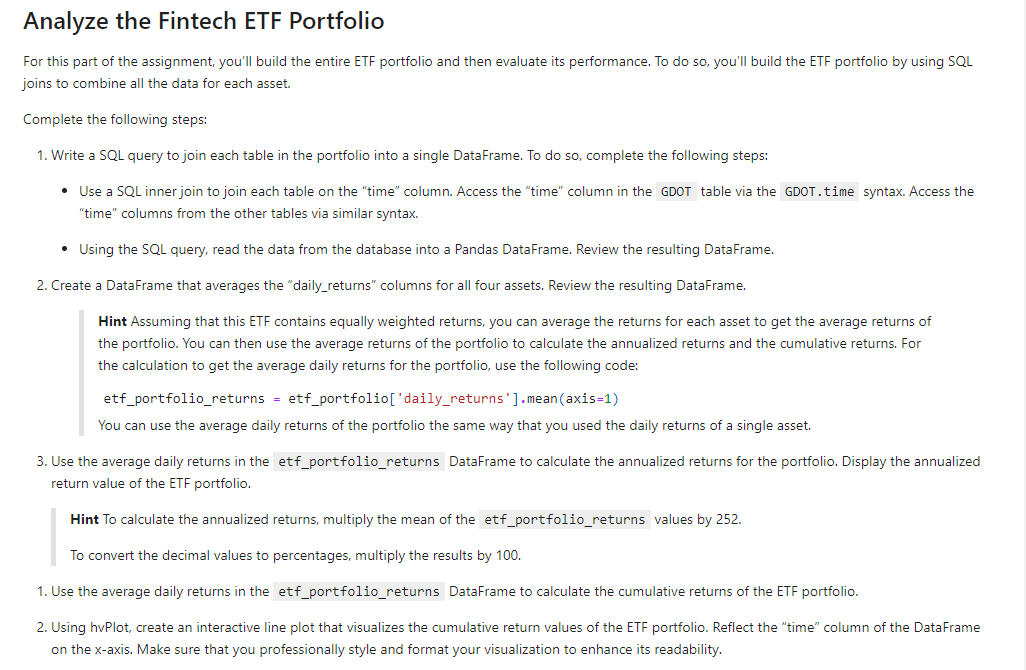 Analyze the Fintech ETF Portfolio
For this part of the assignment, you'll build the entire ETF portfolio and then evaluate its performance. To do so, you'll build the ETF portfolio by using SQL
joins to combine all the data for each asset.
Complete the following steps:
1. Write a SQL query to join each table in the portfolio into a single DataFrame. To do so, complete the following steps:
• Use a SQL inner join to join each table on the "time" column. Access the "time" column in the GDOT table via the GDOT.time syntax. Access the
"time" columns from the other tables via similar syntax.
• Using the SQL query, read the data from the database into a Pandas DataFrame. Review the resulting DataFrame.
2. Create a DataFrame that averages the "daily_returns" columns for all four assets. Review the resulting DataFrame.
Hint Assuming that this ETF contains equally weighted returns, you can average the returns for each asset to get the average returns of
the portfolio. You can then use the average returns of the portfolio to calculate the annualized returns and the cumulative returns. For
the calculation to get the average daily returns for the portfolio, use the following code:
etf_portfolio_returns = etf_portfolio['daily_returns'].mean(axis=1)
You can use the average daily returns of the portfolio the same way that you used the daily returns of a single asset.
3. Use the average daily returns in the etf_portfolio_returns DataFrame to calculate the annualized returns for the portfolio. Display the annualized
return value of the ETF portfolio.
Hint To calculate the annualized returns, multiply the mean of the etf_portfolio_returns values by 252.
To convert the decimal values to percentages, multiply the results by 100.
1. Use the average daily returns in the etf_portfolio_returns DataFrame to calculate the cumulative returns of the ETF portfolio.
2. Using hvPlot, create an interactive line plot that visualizes the cumulative return values of the ETF portfolio. Reflect the "time" column of the DataFrame
on the x-axis. Make sure that you professionally style and format your visualization to enhance its readability.